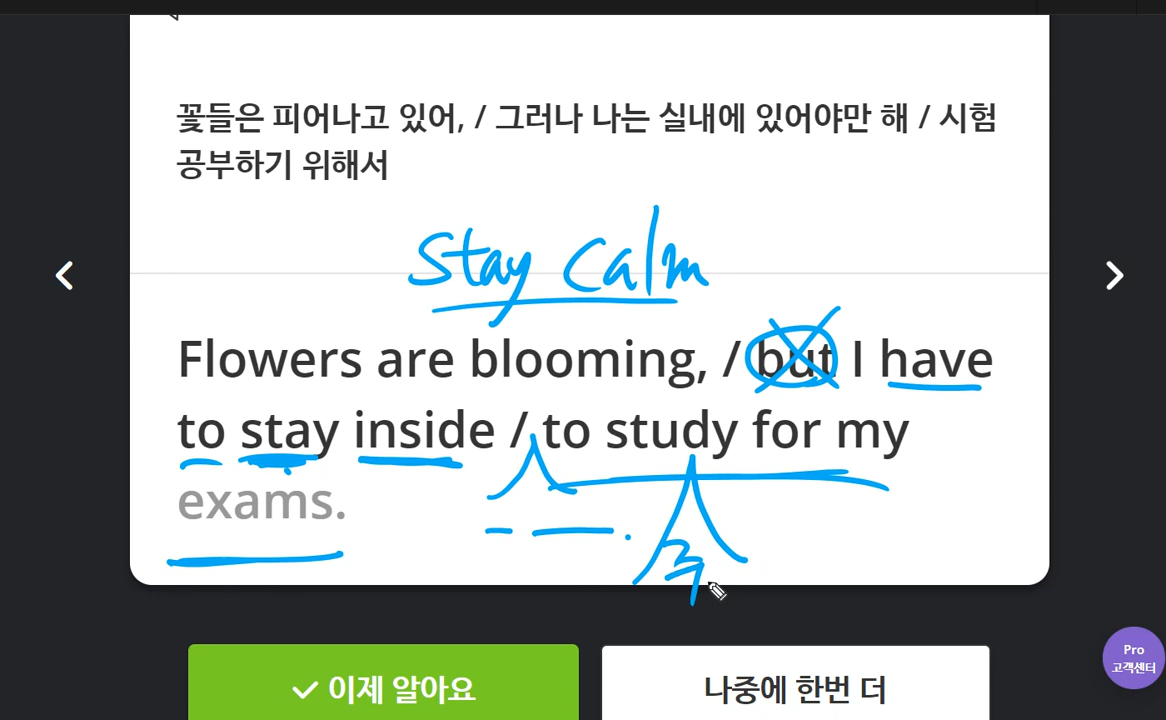 꽃들은 피어나고 있어, / 그러나 나는 실내에 있어야만 해 / 시험
공부하기 위해서
Stay Calm
Flowers are blooming, / but I have
to stay inside / to study for my
exams.
Pro
고객센터
이제 알아요
나중에 한번 더